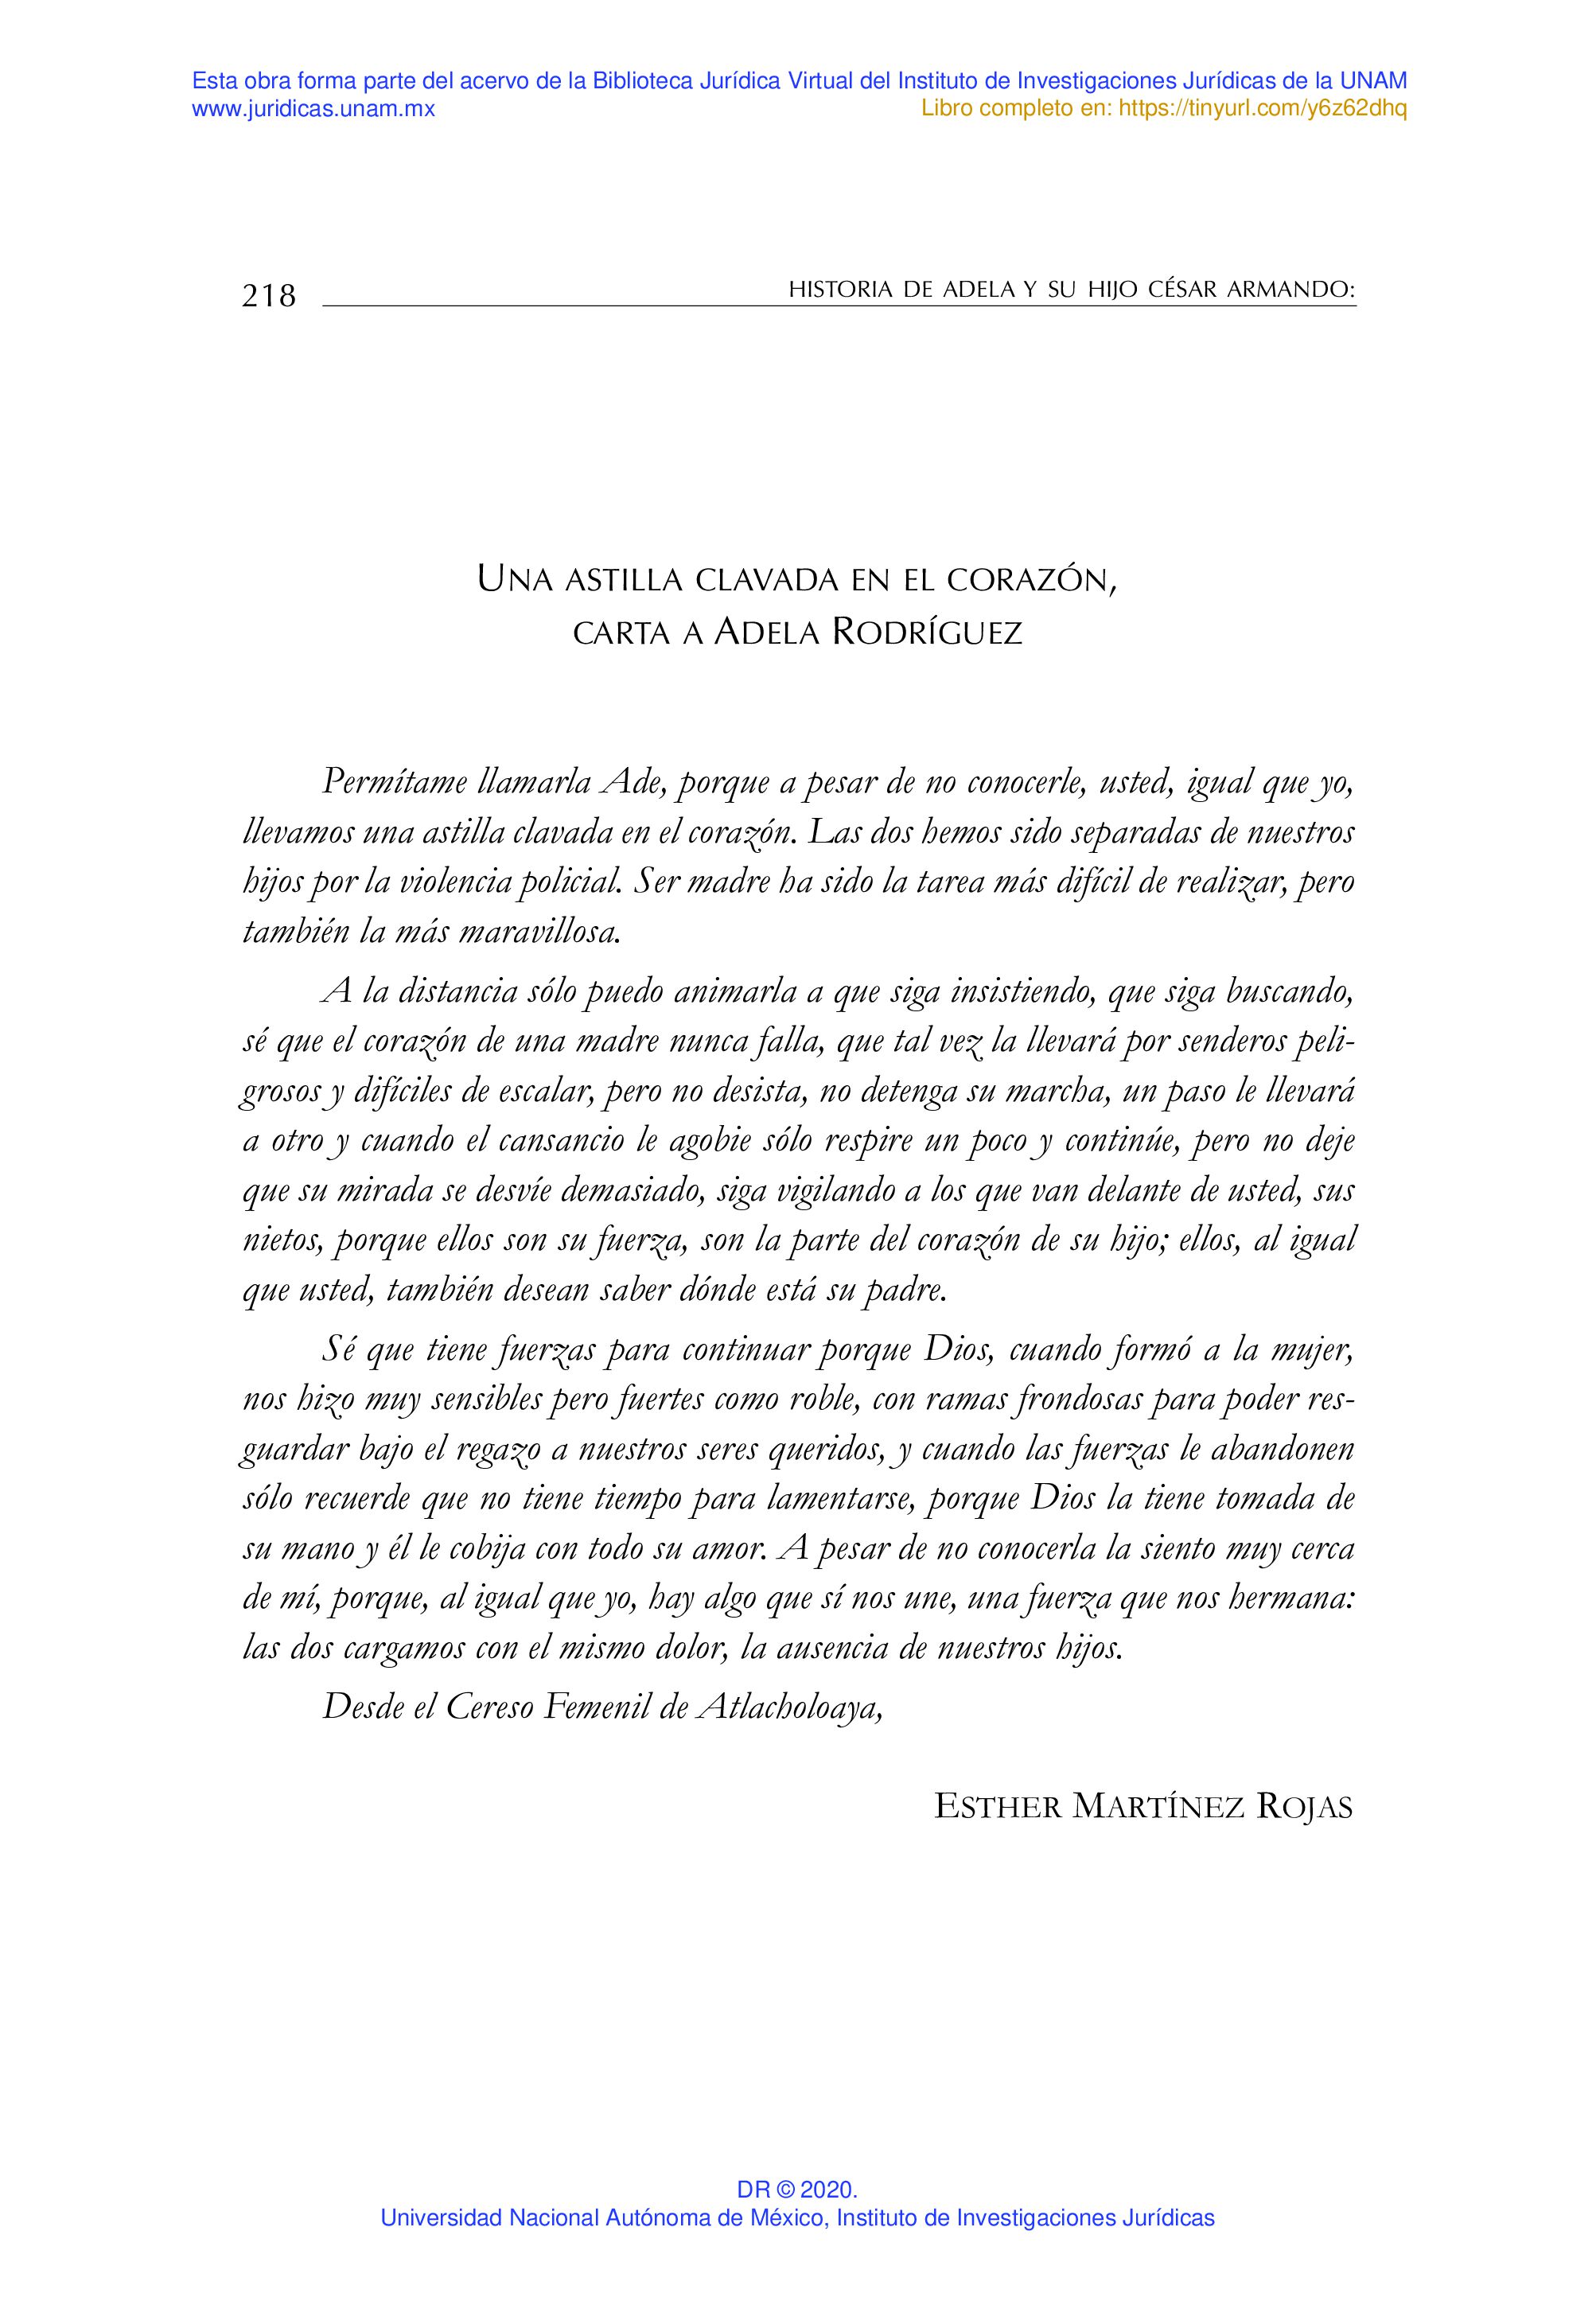 Esta obra forma parte del acervo de la Biblioteca Jurídica Virtual del Instituto de Investigaciones Jurídicas de la UNAM
www.juridicas.unam.mx Libro completo en: https://tinyurl.com/y6z62dhq
218 HISTORIA DE ADELA Y SU HIJO CÉSAR ARMANDO:
UNA ASTILLA CLAVADA EN EL CORAZÓN,
CARTA A ADELA RODRÍGUEZ
Permítame llamarla Ade, porque a pesar de no conocerle, usted, igual que yo,
llevamos una astilla clavada en el corazón. Las dos hemos sido separadas de nuestros
hijos por la violencia policial. Ser madre ha sido la tarea más difícil de realizar, pero
también la más maravillosa.
A la distancia sólo puedo animarla a que siga insistiendo, que siga buscando,
sé que el corazón de una madre nunca falla, que tal vez la llevará por senderos peli-
grosos y difíciles de escalar, pero no desista, no detenga su marcha, un paso le llevará
a otro y cuando el cansancio le agobie sólo respire un poco y continúe, pero no deje
que su mirada se desvíe demasiado, siga vigilando a los que van delante de usted, sus
nietos, porque ellos son su fuerza, son la parte del corazón de su hijo; ellos, al igual
que usted, también desean saber dónde está su padre.
Sé que tiene fuerzas para continuar porque Dios, cuando formó a la mujer,
nos hizo muy sensibles pero fuertes como roble, con ramas frondosas para poder res-
guardar bajo el regazo a nuestros seres queridos, y cuando las fuerzas le abandonen
sólo recuerde que no tiene tiempo para lamentarse, porque Dios la tiene tomada de
su mano y él le cobija con todo su amor. A pesar de no conocerla la siento muy cerca
de mí, porque, al igual que yo, hay algo que sí nos une, una fuerza que nos hermana:
las dos cargamos con el mismo dolor, la ausencia de nuestros hijos.
Desde el Cereso Femenil de Atlacholoaya,
ESTHER MARTÍNEZ ROJAS
DR © 2020.
Universidad Nacional Autónoma de México, Instituto de Investigaciones Jurídicas